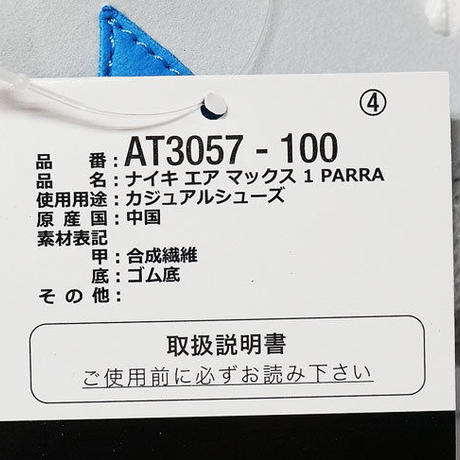 ④
品番:AT3057 - 100
品名:ナイキ エア マックス 1 PARRA
使用用途:カジュアルシューズ
原産国:中国
素材表記
甲:合成繊維
底:ゴム底
その他:
取扱説明書
ご使用前に必ずお読み下さい